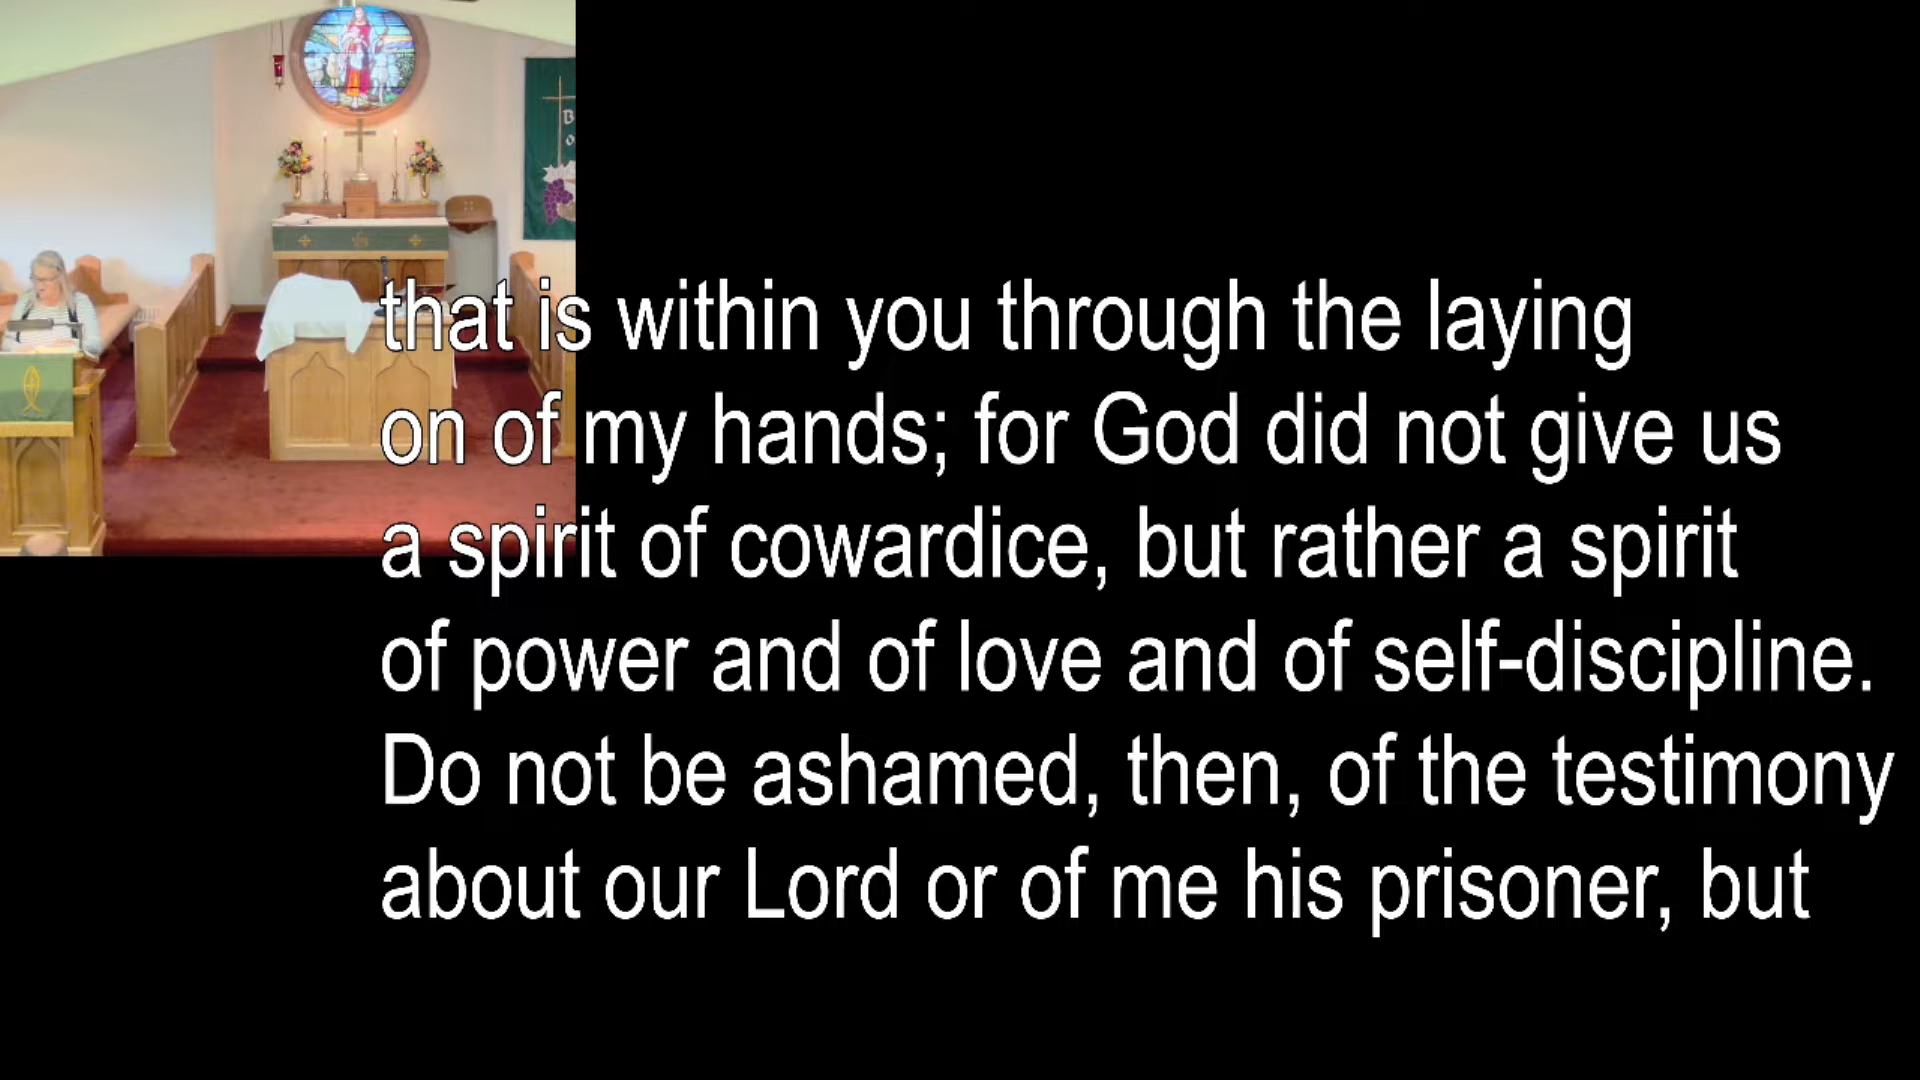 that is within you through the laying
on of my hands; for God did not give us
a spirit of cowardice, but rather a spirit
of power and of love and of self-discipline.
Do not be ashamed, then, of the testimony
about our Lord or of me his prisoner, but